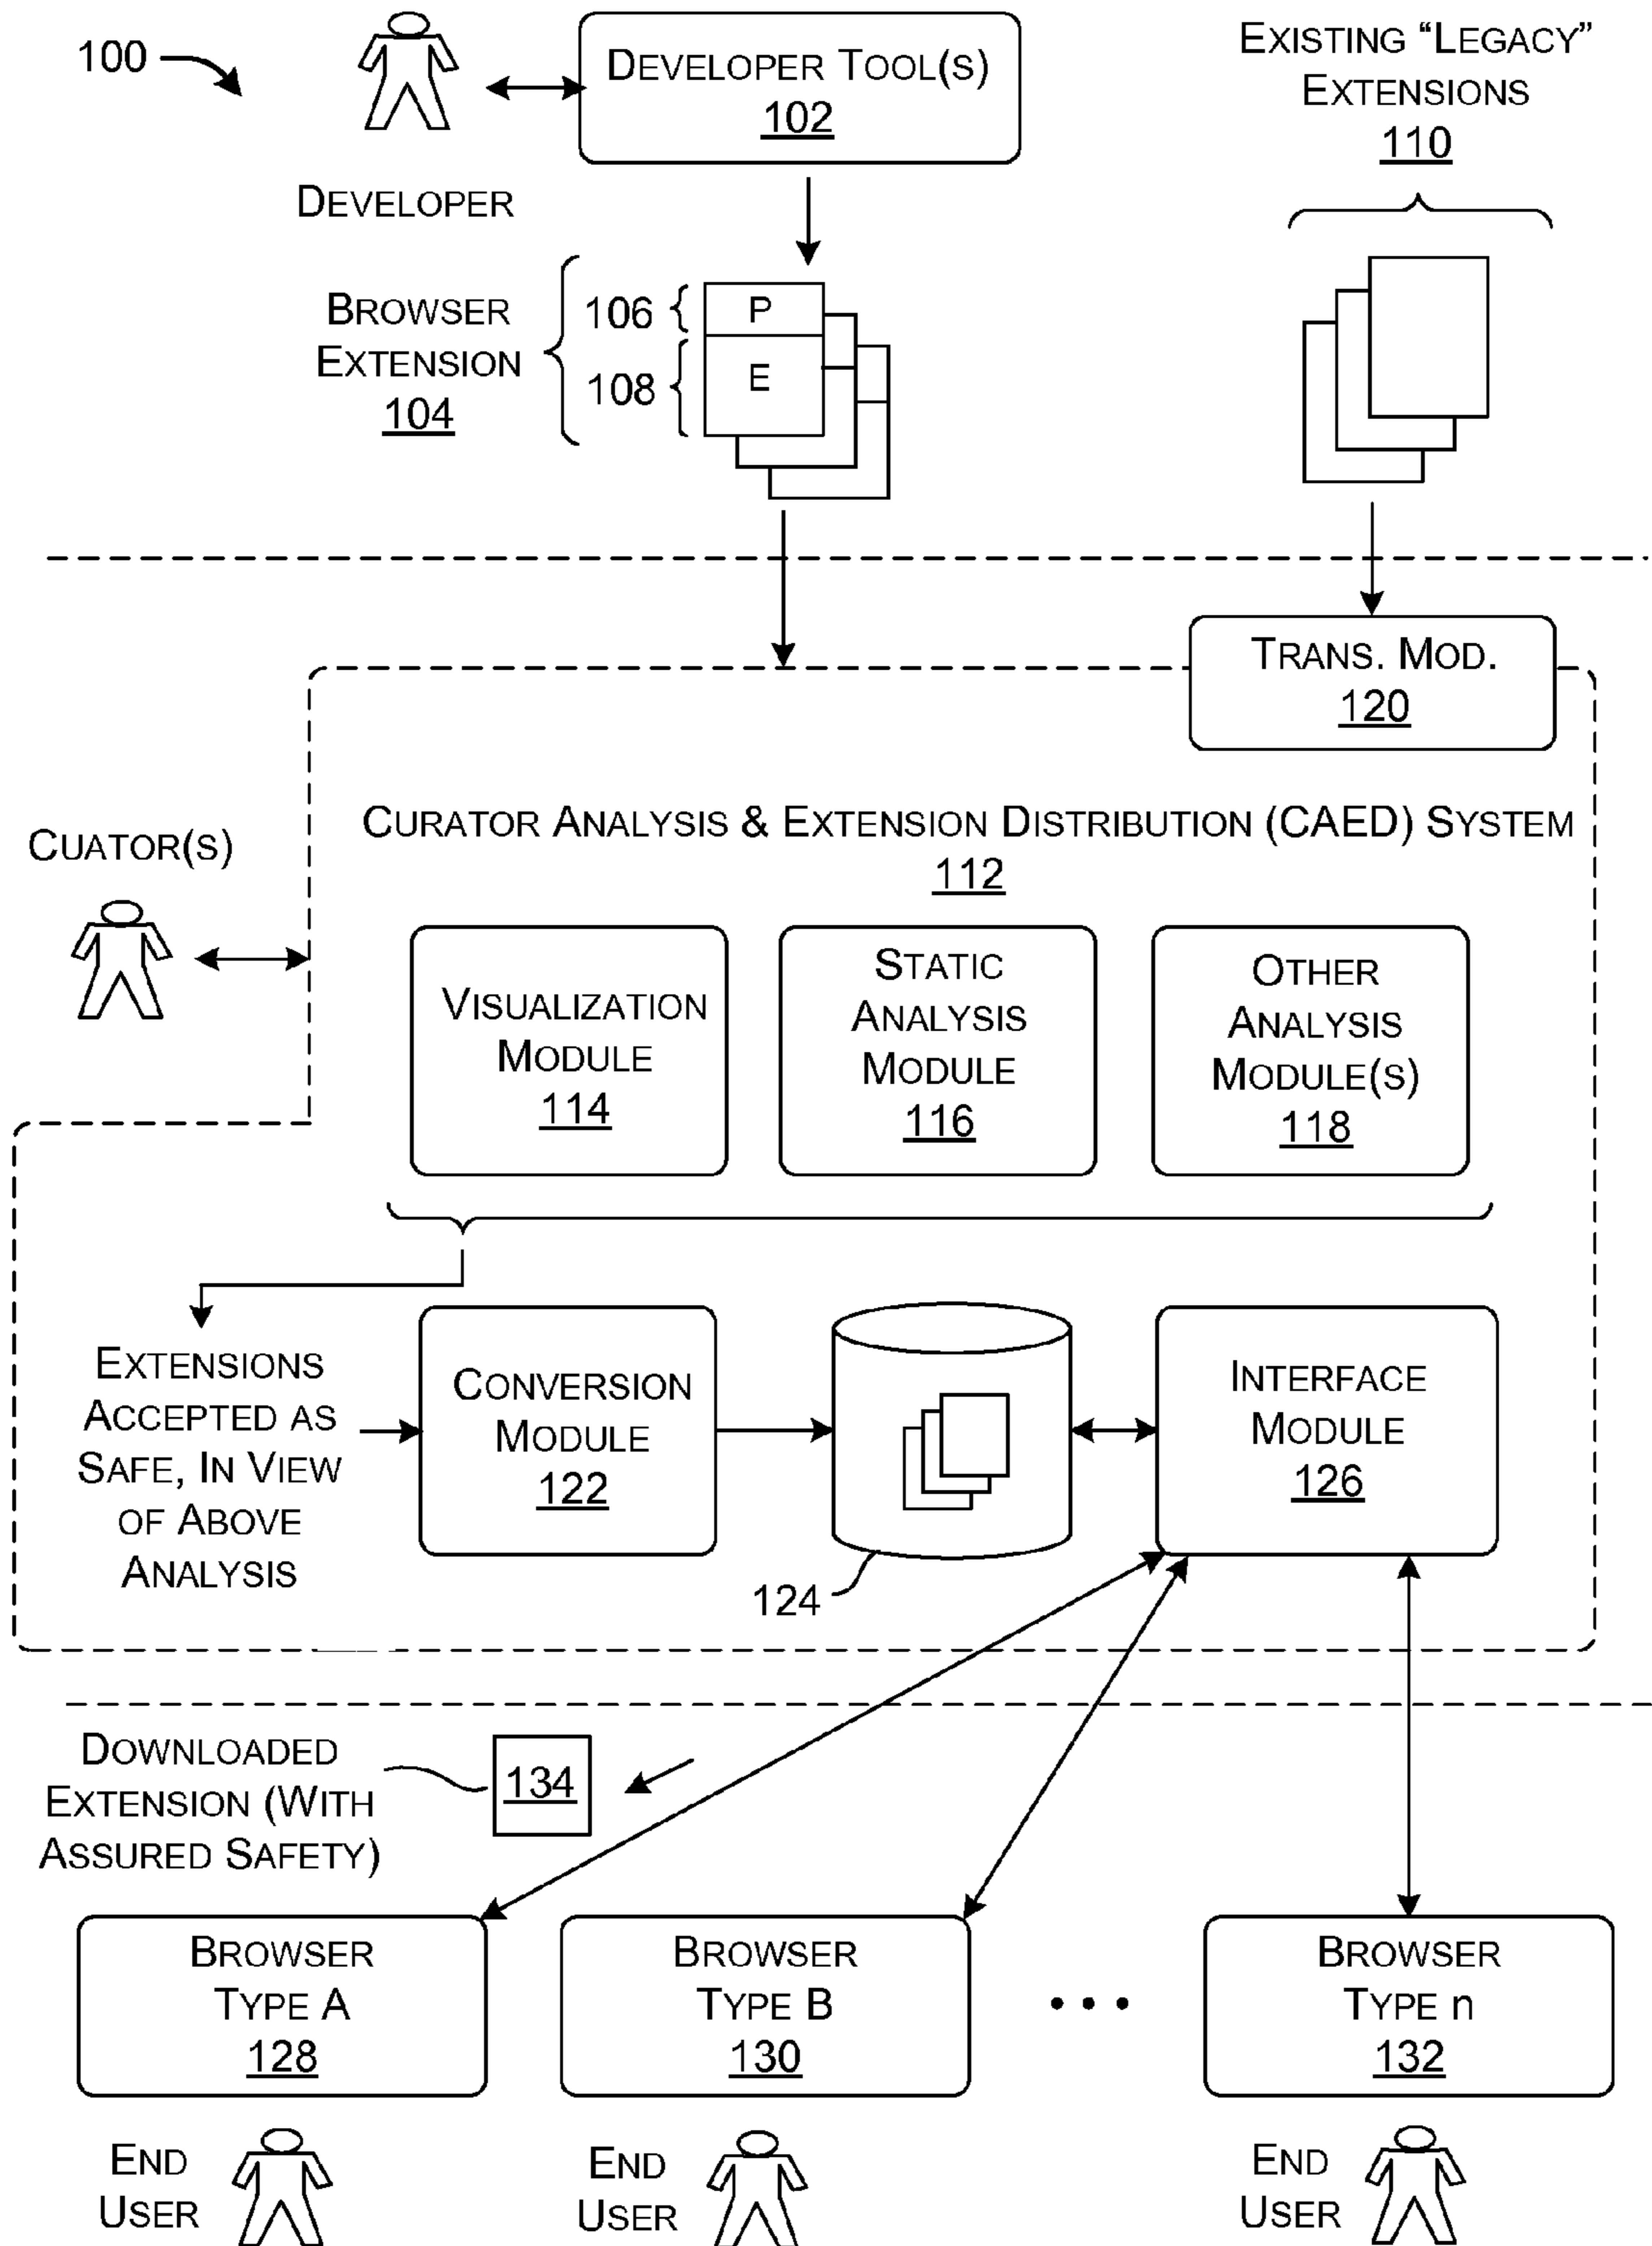 100
DEVELOPER TOOL(S)
102
EXISTING “LEGACY”
EXTENSIONS
110
DEVELOPER
BROWSER
EXTENSION
104
106
P
108
E
TRANS. MOD.
120
CURATOR ANALYSIS & EXTENSION DISTRIBUTION (CAED) SYSTEM
112
CUATOR(S)
VISUALIZATION
MODULE
114
STATIC
ANALYSIS
MODULE
116
OTHER
ANALYSIS
MODULE(S)
118
EXTENSIONS
ACCEPTED AS
SAFE, IN VIEW
OF ABOVE
ANALYSIS
CONVERSION
MODULE
122
124
INTERFACE
MODULE
126
DOWNLOADED
EXTENSION (WITH
ASSURED SAFETY)
134
BROWSER
TYPE A
128
BROWSER
TYPE B
130
BROWSER
TYPE n
132
END
USER
END
USER
END
USER